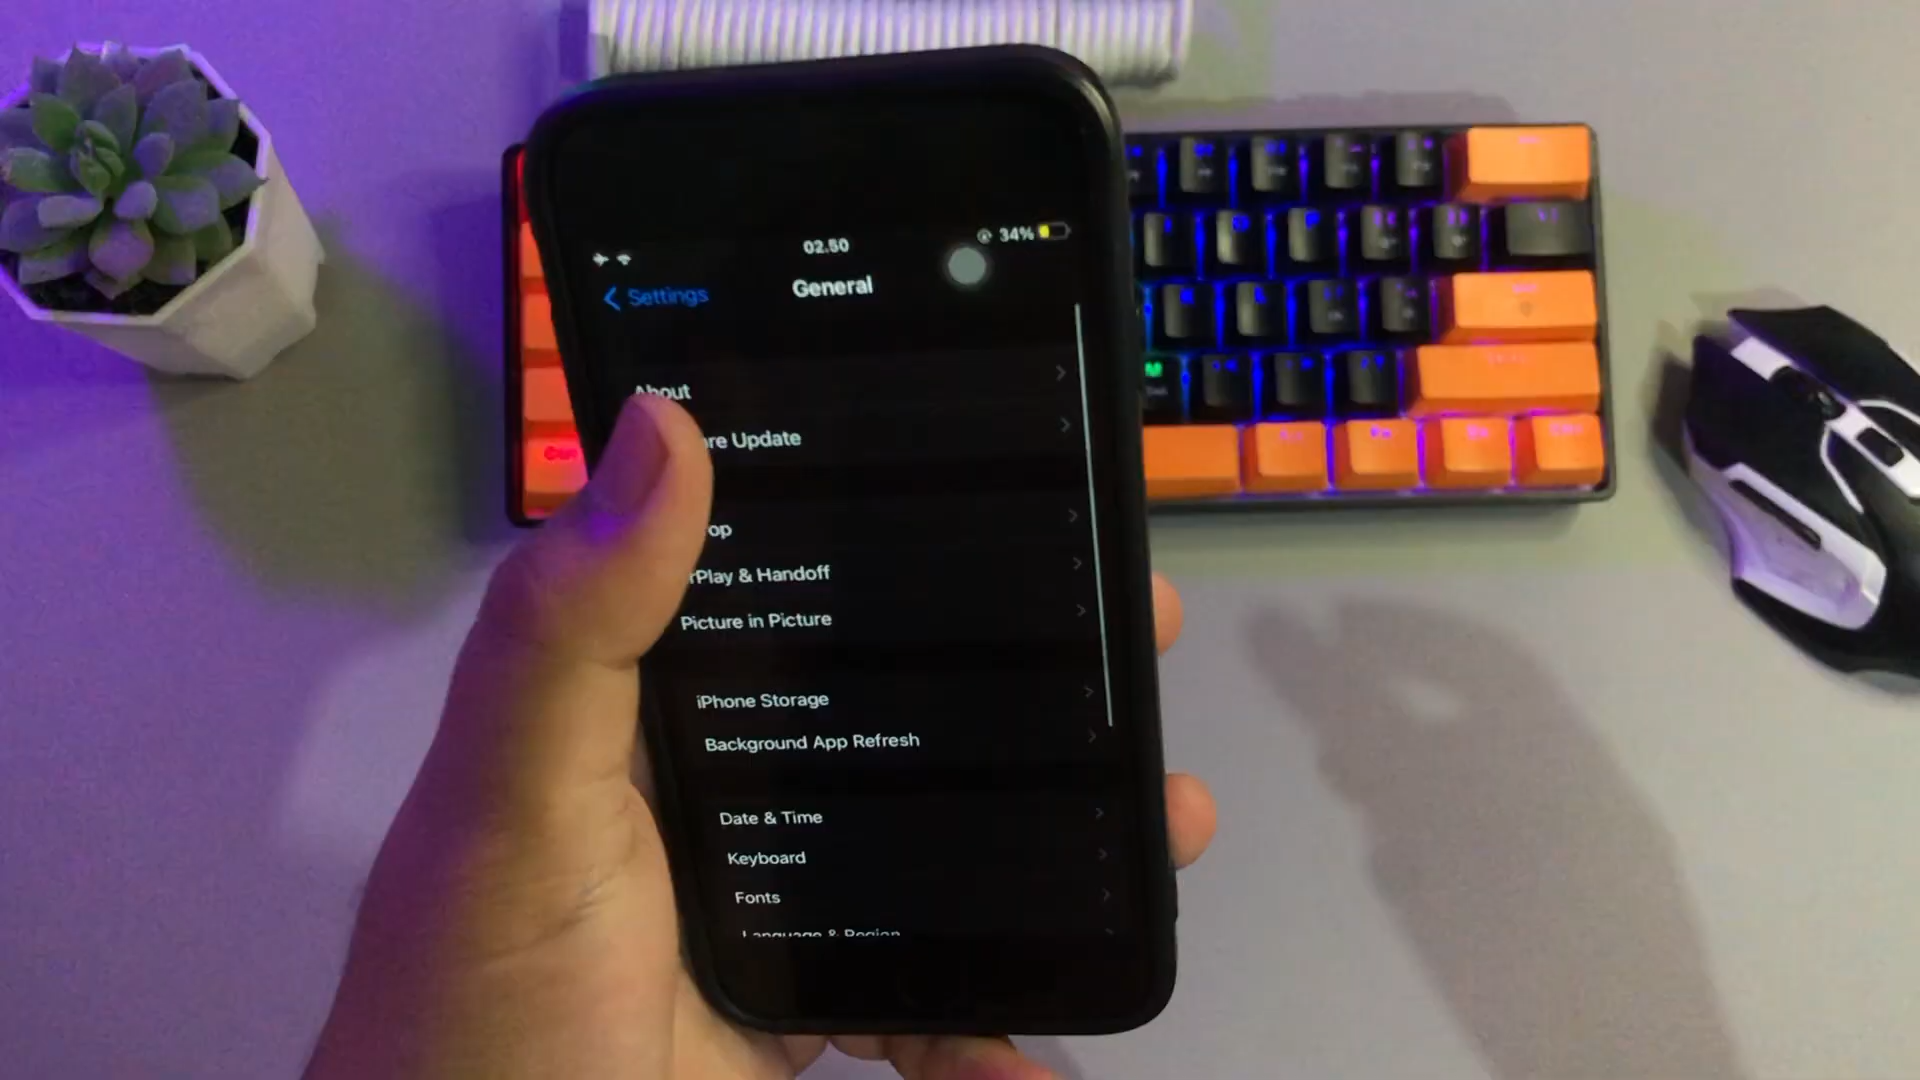 02.50
34%
Settings
General
About
re Update
op
rPlay & Handoff
Picture in Picture
iPhone Storage
Background App Refresh
Date & Time
Keyboard
Fonts
Language & Region